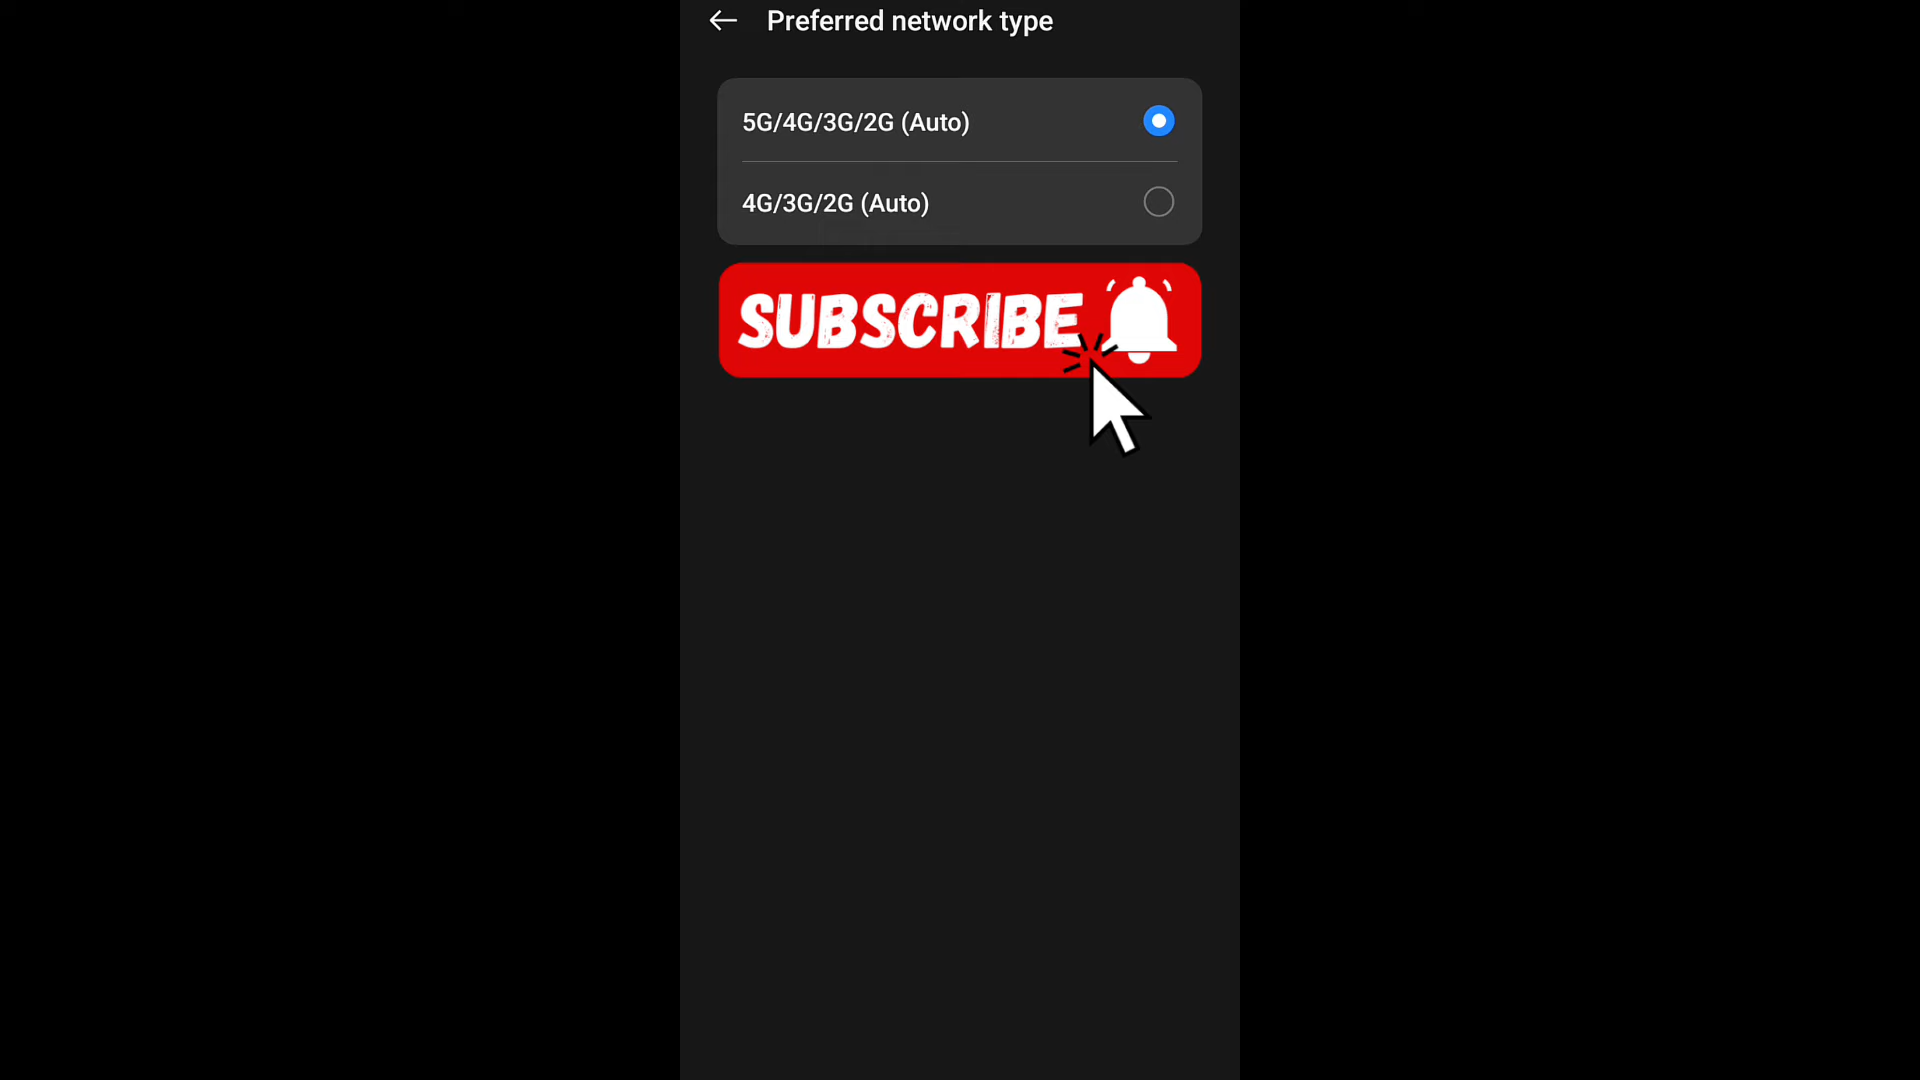 Preferred network type
5G/4G/3G/2G (Auto)
4G/3G/2G (Auto)
SUBSCRIBE